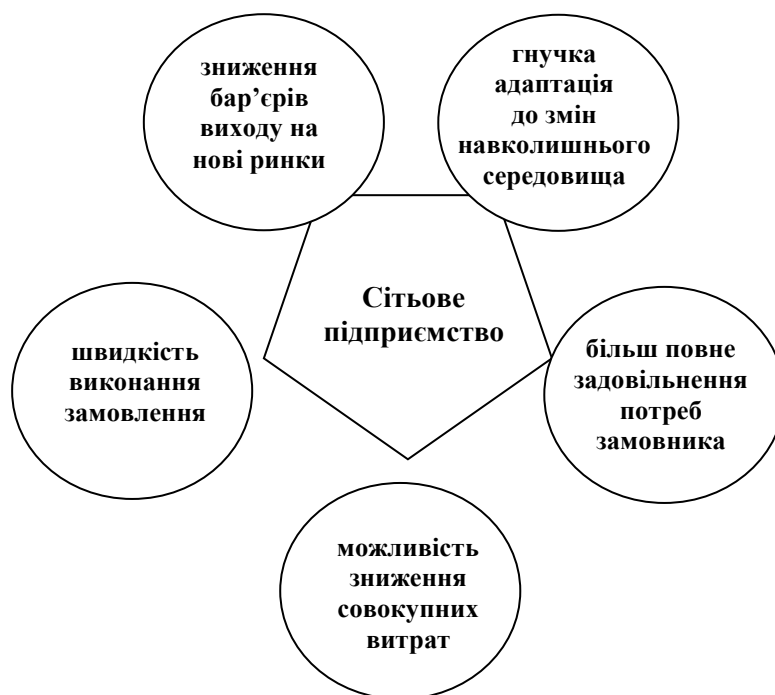 зниження
бар’єрів
виходу на
нові ринки
гнучка
адаптація
до змін
навколишнього
середовища
Сітьове
підприємство
швидкість
виконання
замовлення
більш повне
задовільнення
потреб
замовника
можливість
зниження
совокупних
витрат